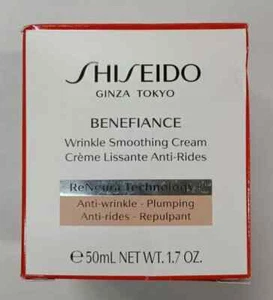 SHISEIDO
GINZA TOKYO
BENEFIANCE
Wrinkle Smoothing Cream
Crème Lissante Anti-Rides
ReNeura Technology
Anti-wrinkle - Plumping
Anti-rides - Repulpant
℮ 50mL NT WT. 1.7 OZ.